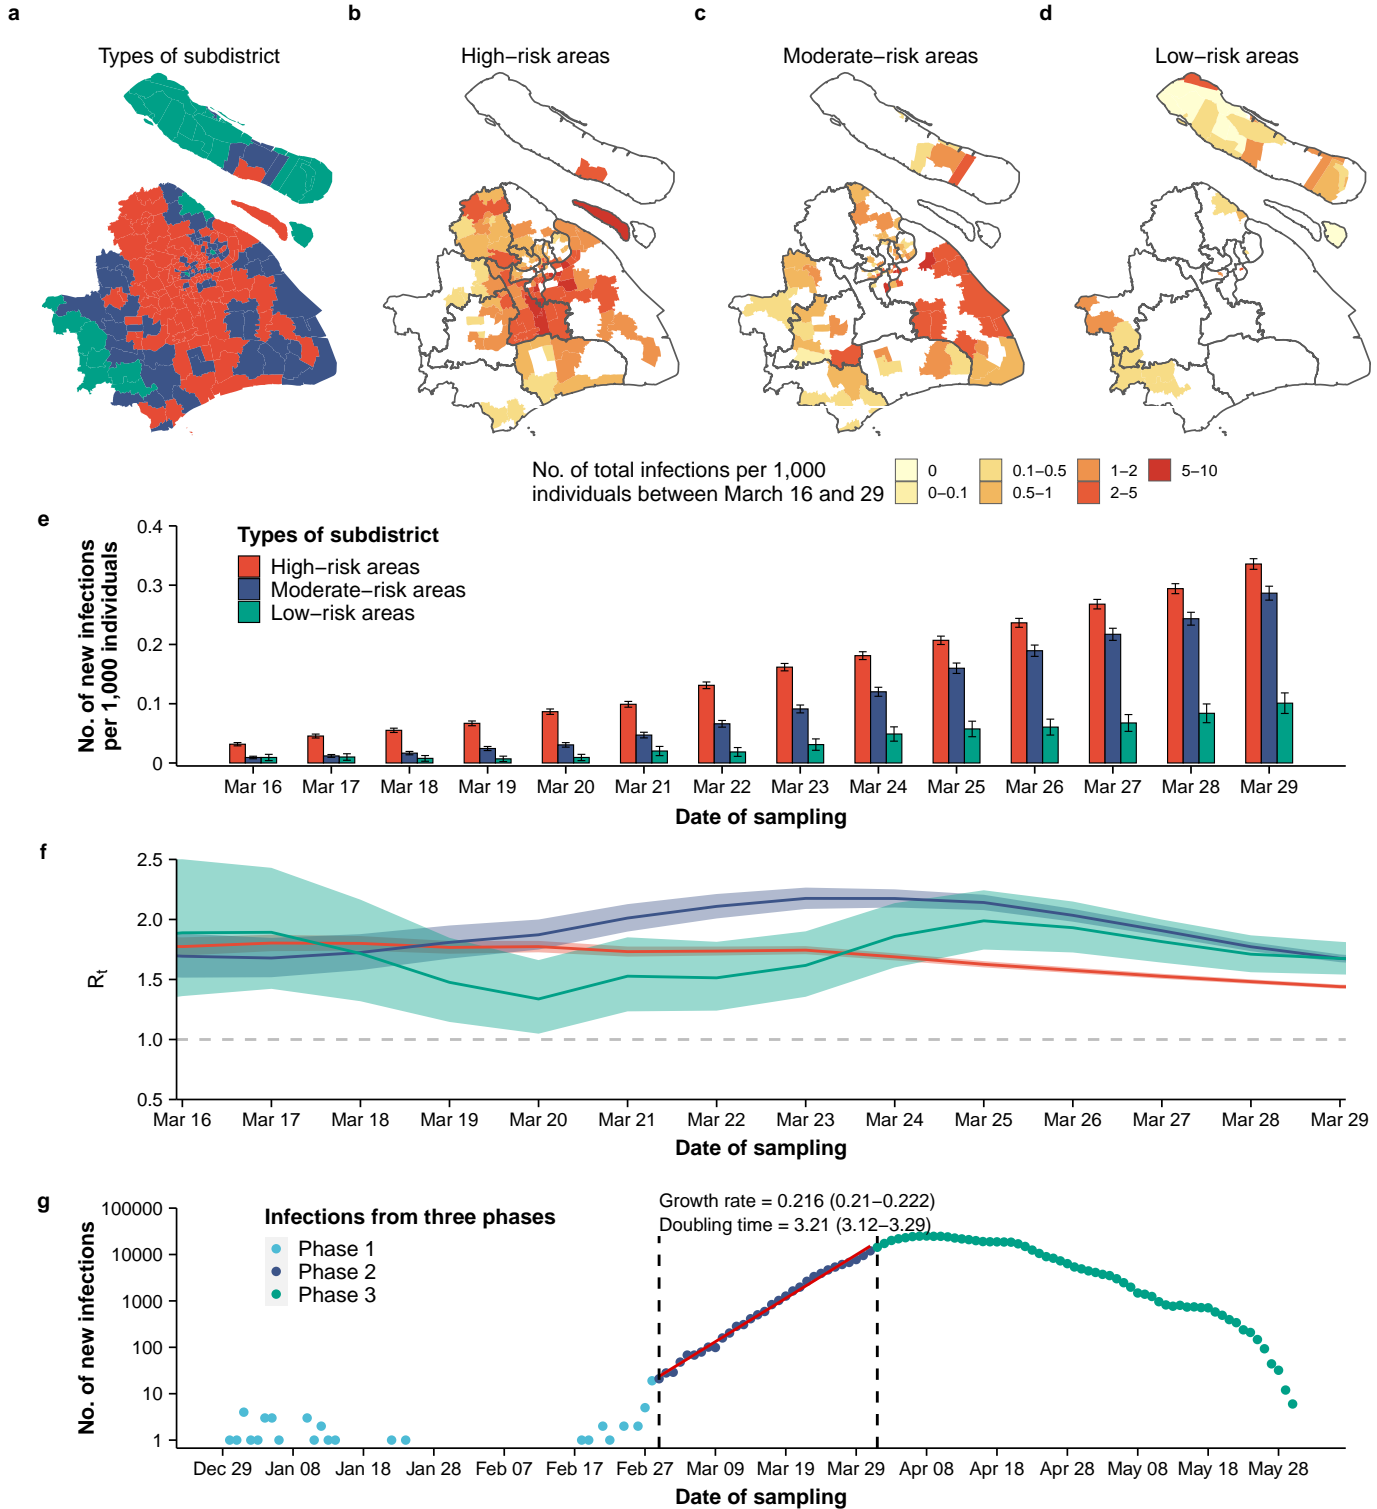 a
b
c
d
Types of subdistrict
High−risk areas
Moderate−risk areas
Low−risk areas
No. of total infections per 1,000
individuals between March 16 and 29
0
0.1−0.5
1−2
5−10
0−0.1
0.5−1
2−5
e
No. of new infections
per 1,000 individuals
0.4
0.3
0.2
0.1
0
Types of subdistrict
High−risk areas
Moderate−risk areas
Low−risk areas
Mar 16 Mar 17 Mar 18 Mar 19 Mar 20 Mar 21 Mar 22 Mar 23 Mar 24 Mar 25 Mar 26 Mar 27 Mar 28 Mar 29
Date of sampling
f
Rt
2.5
2.0
1.5
1.0
0.5
Mar 16 Mar 17 Mar 18 Mar 19 Mar 20 Mar 21 Mar 22 Mar 23 Mar 24 Mar 25 Mar 26 Mar 27 Mar 28 Mar 29
Date of sampling
g
No. of new infections
100000
10000
1000
100
10
1
Infections from three phases
Phase 1
Phase 2
Phase 3
Growth rate = 0.216 (0.21−0.222)
Doubling time = 3.21 (3.12−3.29)
Dec 29 Jan 08 Jan 18 Jan 28 Feb 07 Feb 17 Feb 27 Mar 09 Mar 19 Mar 29 Apr 08 Apr 18 Apr 28 May 08 May 18 May 28
Date of sampling